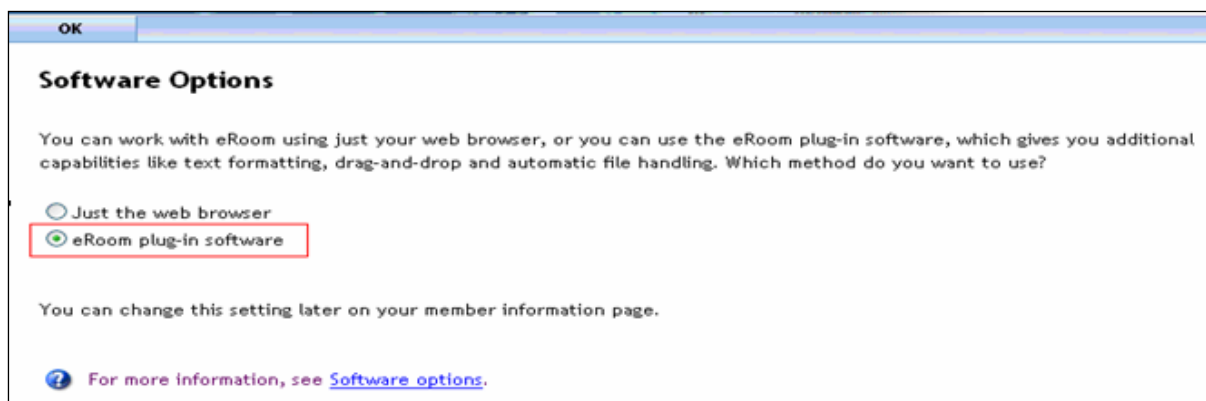 OK
Software Options
You can work with eRoom using just your web browser, or you can use the eRoom plug-in software, which gives you additional
capabilities like text formatting, drag-and-drop and automatic file handling. Which method do you want to use?
Just the web browser
eRoom plug-in software
You can change this setting later on your member information page.
For more information, see Software options.